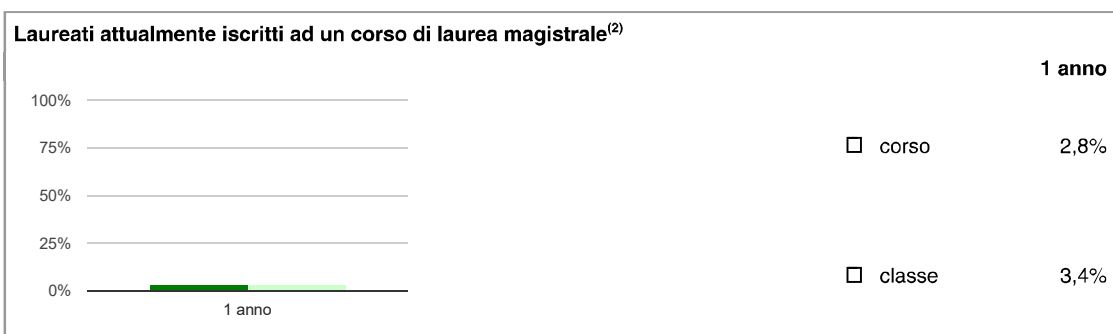 Laureati attualmente iscritti ad un corso di laurea magistrale(2)
1 anno
100%
75%
50%
25%
0%
1 anno
corso 2,8%
classe 3,4%